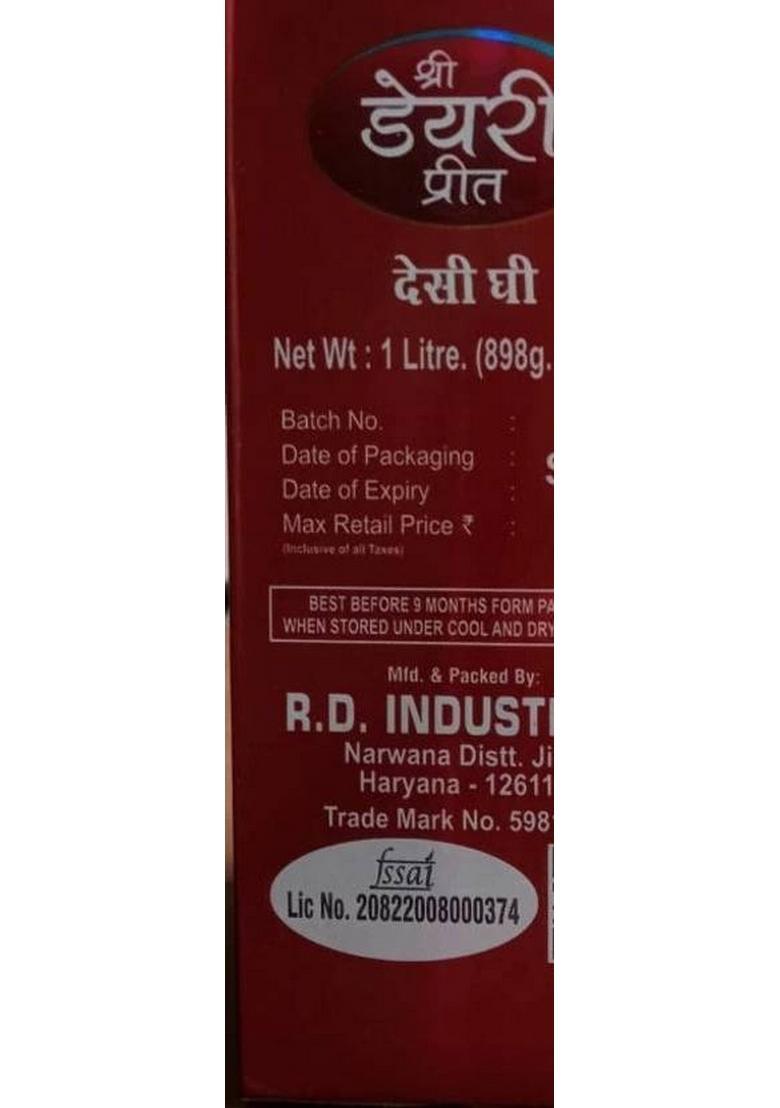 श्री
डेयरी
प्रीत
देसी घी
Net Wt : 1 Litre. (898g.
Batch No. :
Date of Packaging :
Date of Expiry :
Max Retail Price ₹ :
(Inclusive of all Taxes)
BEST BEFORE 9 MONTHS FORM PA
WHEN STORED UNDER COOL AND DRY
Mfd. & Packed By:
R.D. INDUST
Narwana Distt. Ji
Haryana - 12611
Trade Mark No. 598
fssai
Lic No. 20822008000374